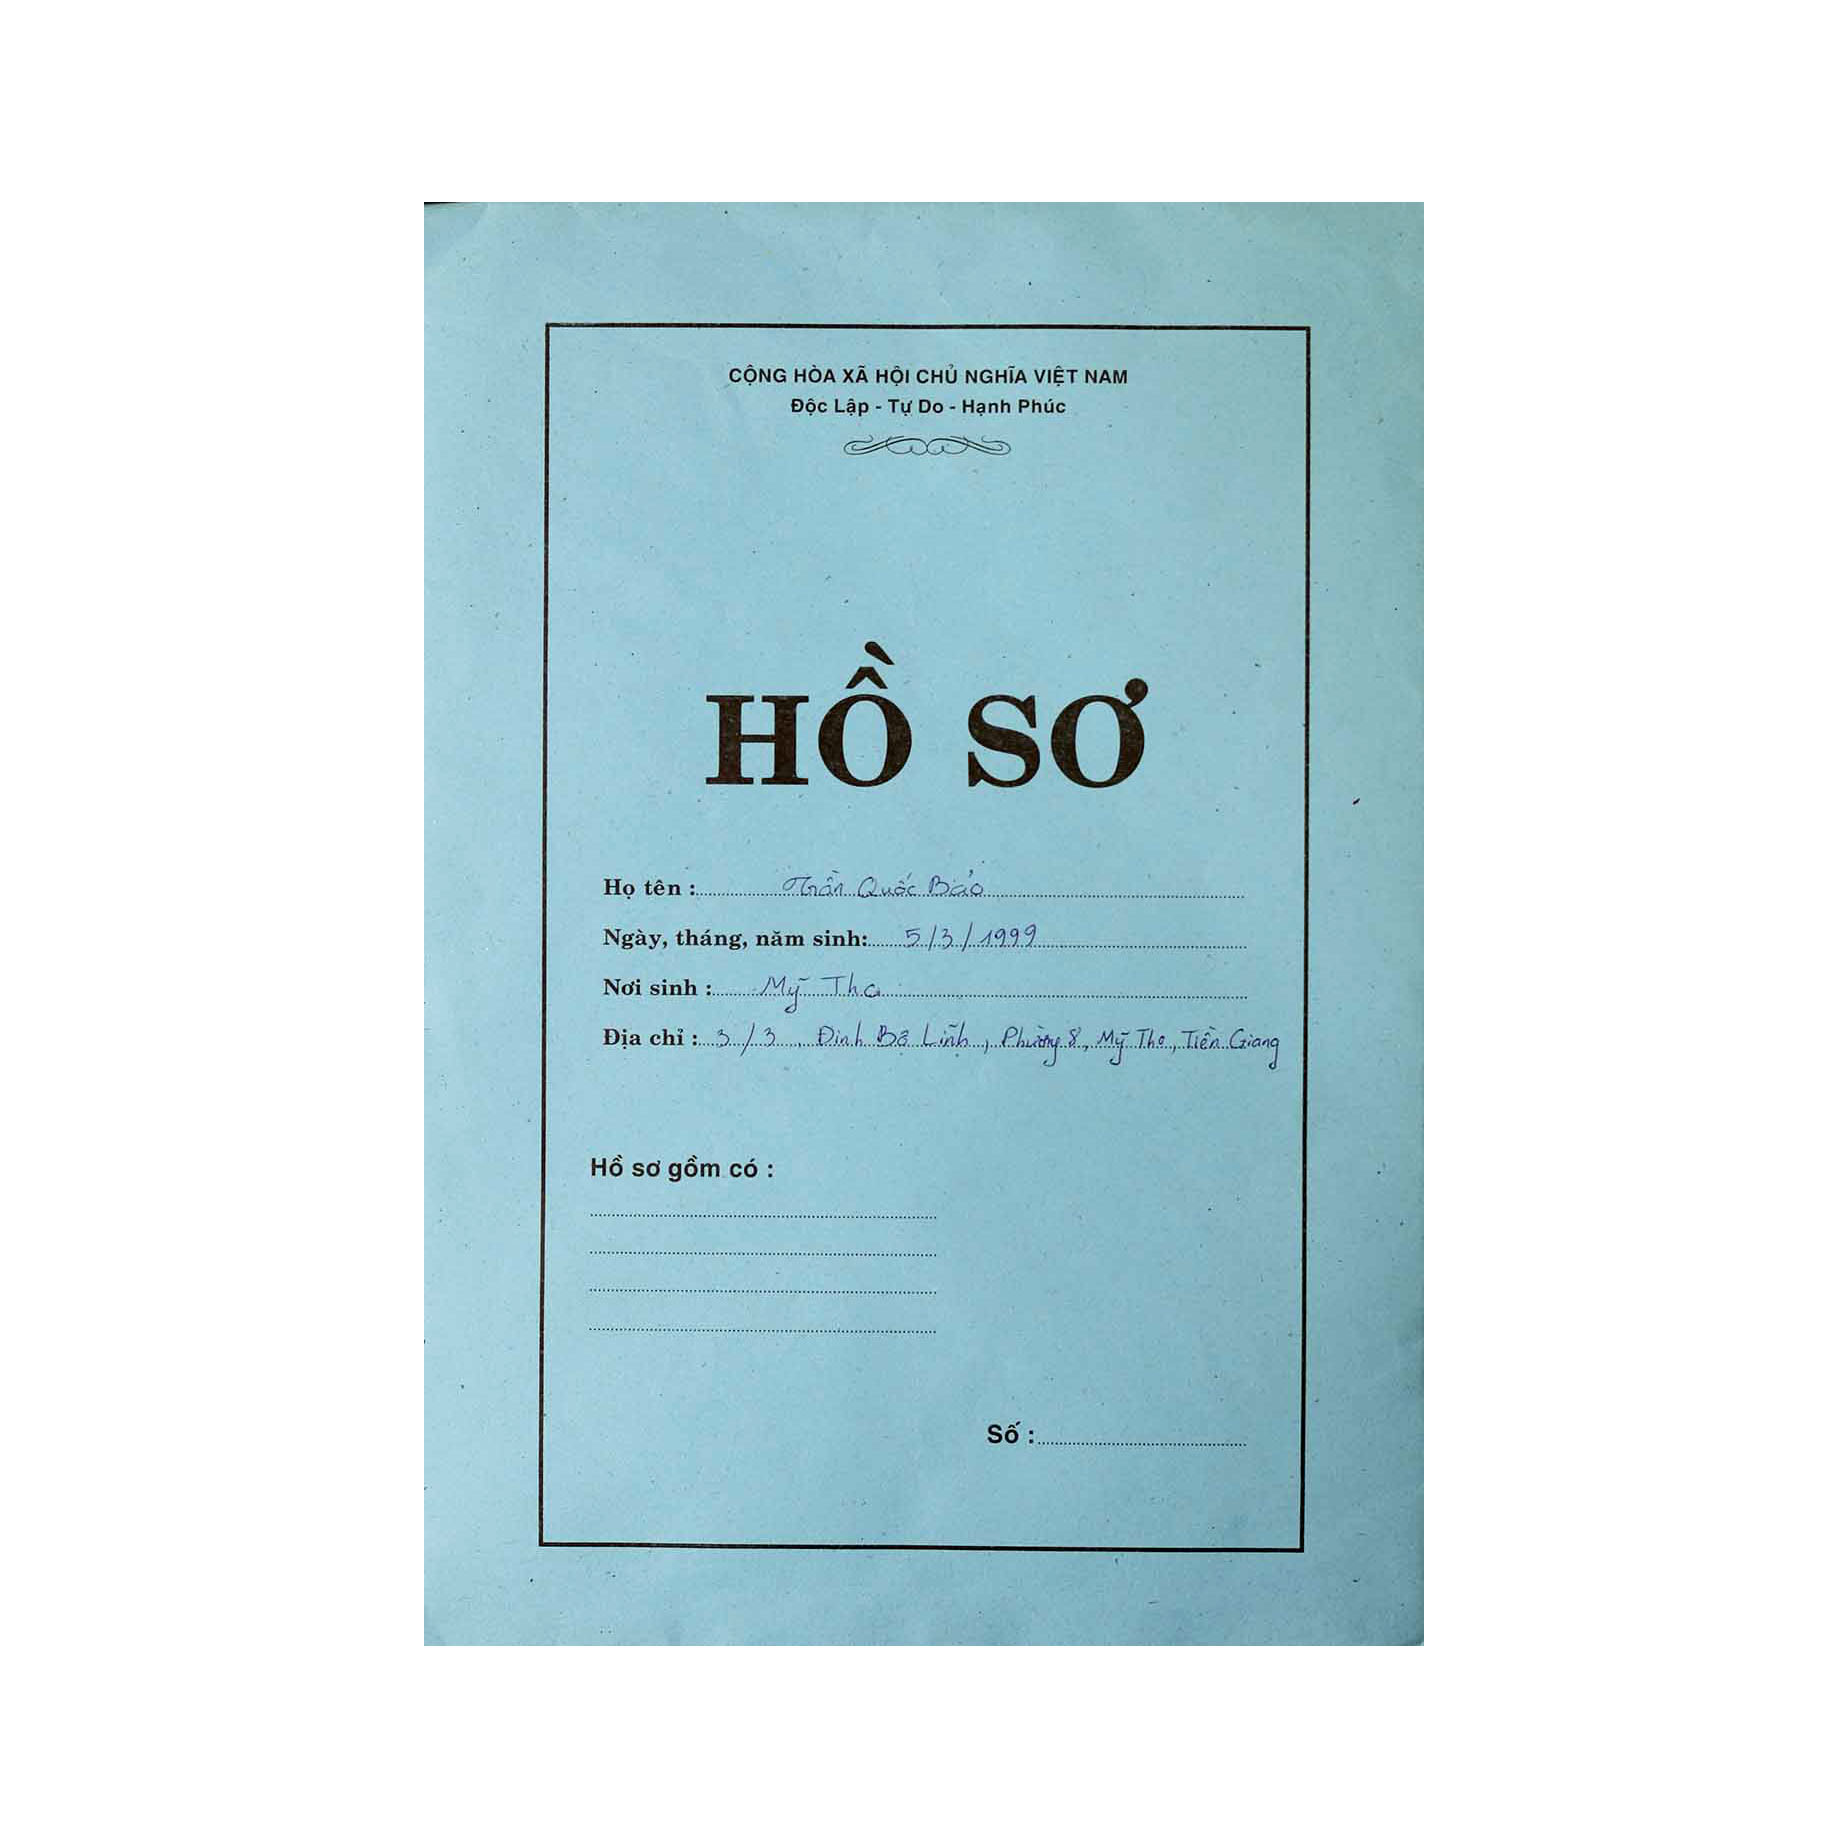 CỘNG HÒA XÃ HỘI CHỦ NGHĨA VIỆT NAM
Độc Lập - Tự Do - Hạnh Phúc
HỒ SƠ
Họ tên : Trần Quốc Bảo
Ngày, tháng, năm sinh: 5/3/1999
Nơi sinh : Mỹ Tho
Địa chỉ : 3/3, Đinh Bộ Lĩnh, Phường 8, Mỹ Tho, Tiền Giang
Hồ sơ gồm có :
Số :